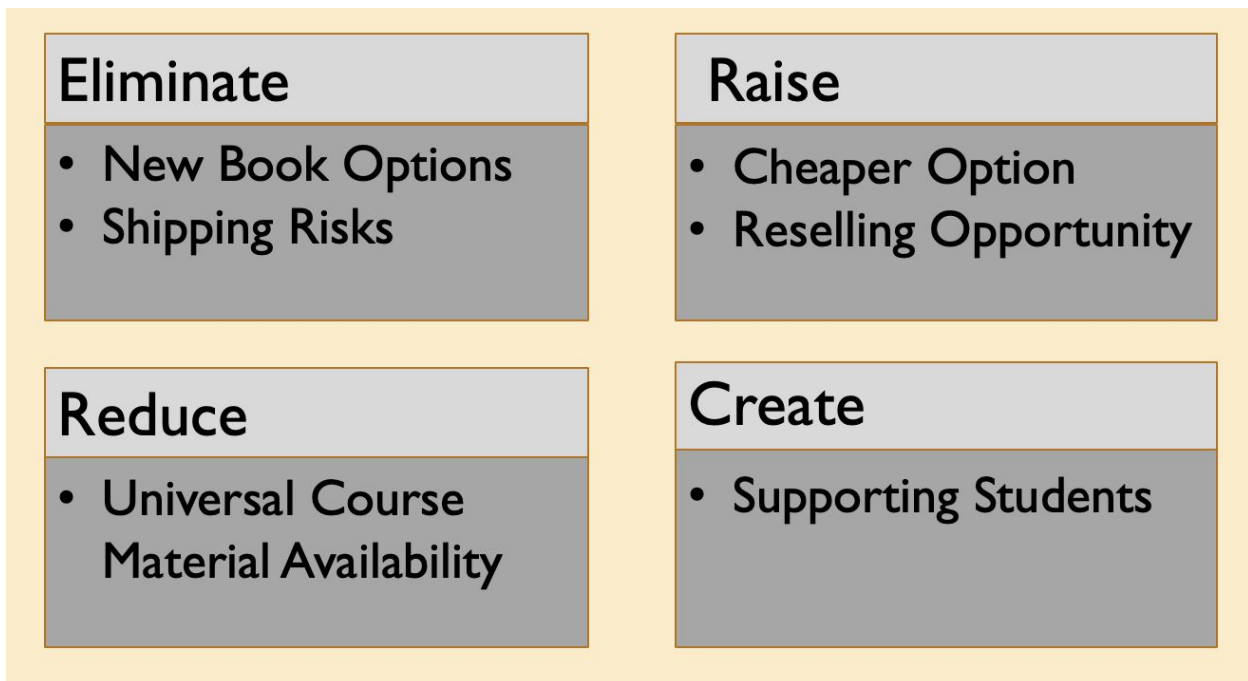 Eliminate
• New Book Options
• Shipping Risks
Raise
• Cheaper Option
• Reselling Opportunity
Reduce
• Universal Course
Material Availability
Create
• Supporting Students